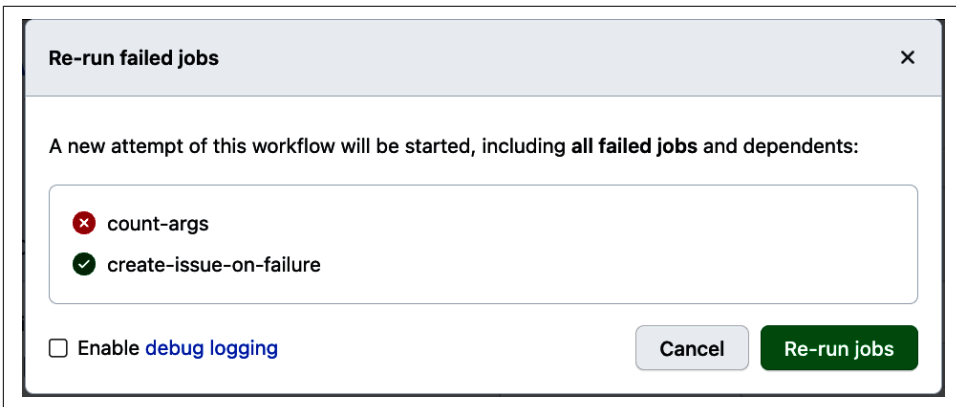 Re-run failed jobs
A new attempt of this workflow will be started, including all failed jobs and dependents:
count-args
create-issue-on-failure
Enable debug logging
Cancel
Re-run jobs